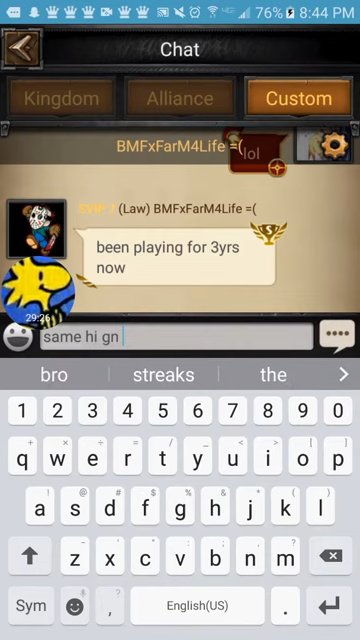 76% 8:44 PM
Chat
Kingdom Alliance Custom
BMFxFarM4Life =(
lol
(Law) BMFxFarM4Life =(
been playing for 3yrs
now
29:26
same hi gn
bro streaks the
1 2 3 4 5 6 7 8 9 0
q w e r t y u i o p
a s d f g h j k l
z x c v b n m
Sym , English(US) .